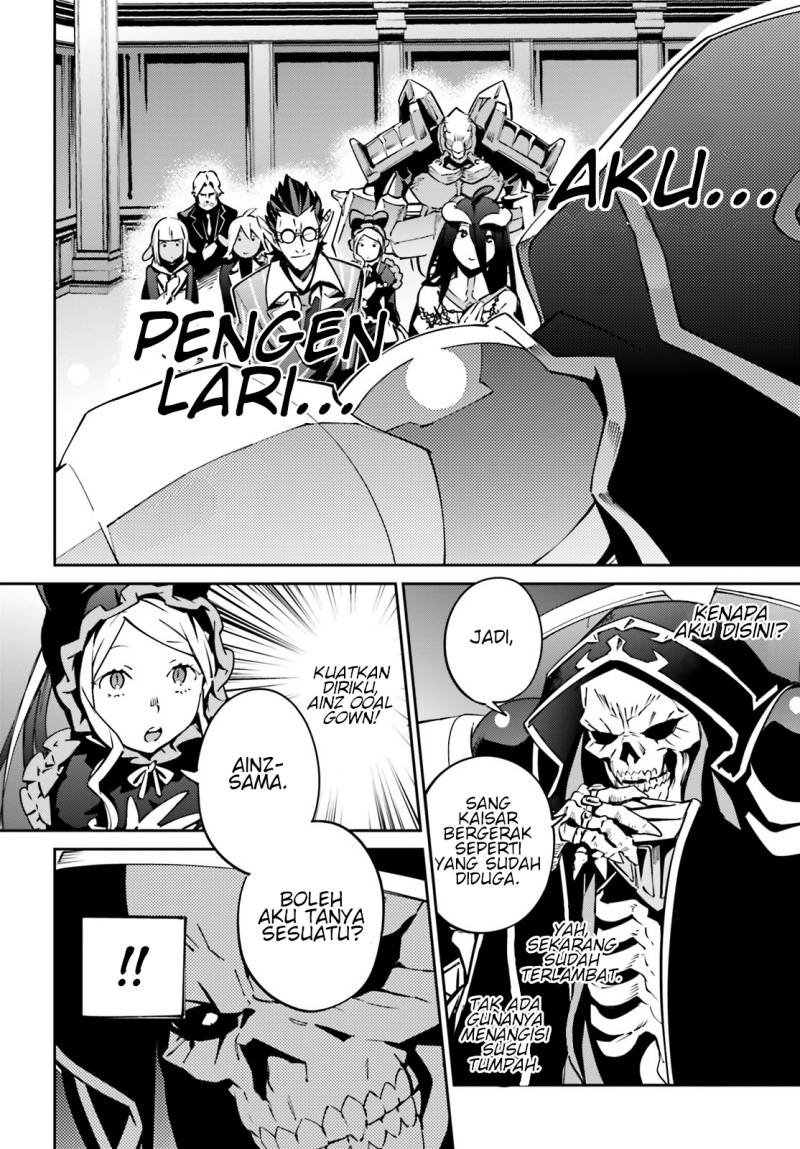 AKU...
PENGEN
LARI...
KENAPA
AKU DISINI?
JADI,
SANG
KAISAR
BERGERAK
SEPERTI
YANG SUDAH
DIDUGA.
YAH,
SEKARANG
SUDAH
TERLAMBAT.
TAK ADA
GUNANYA
MENANGISI
SUSU
TUMPAH.
KUATKAN
DIRIKU,
AINZ OOAL
GOWN!
AINZ-
SAMA.
BOLEH
AKU TANYA
SESUATU?
!!